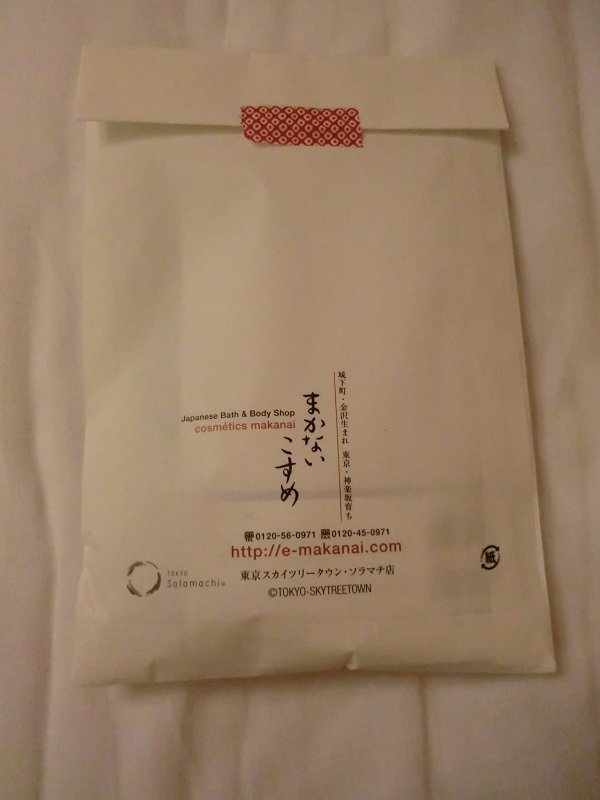 城下町・金沢生まれ 東京・神楽坂育ち
まかない
こすめ
Japanese Bath & Body Shop
cosmétics makanai
0120-56-0971 0120-45-0971
http://e-makanai.com
TOKYO
Solamachi®
東京スカイツリータウン・ソラマチ店
©TOKYO-SKYTREETOWN
紙